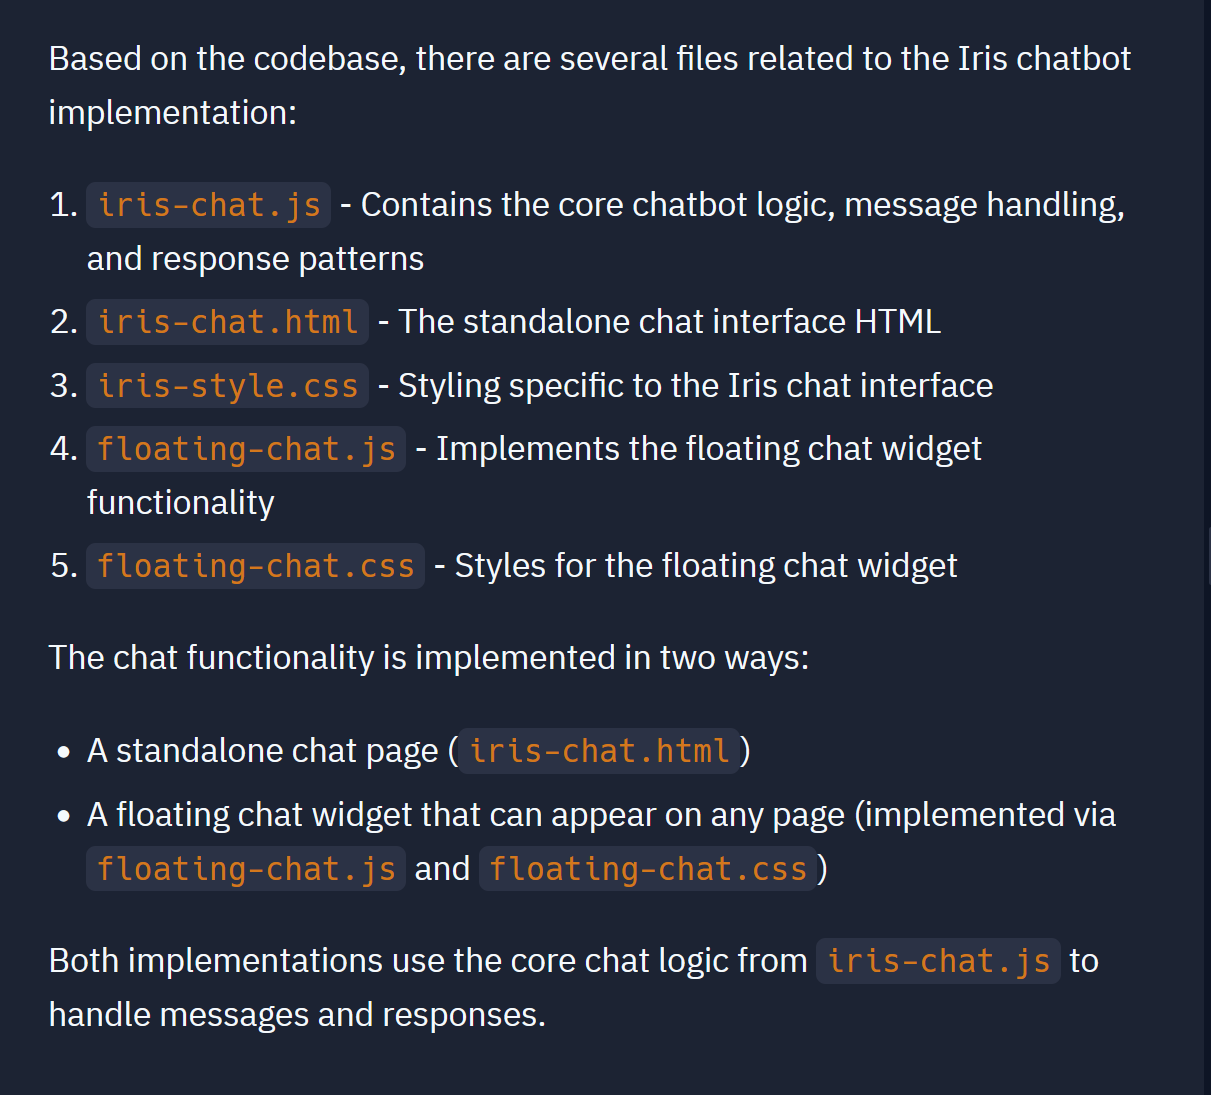 Based on the codebase, there are several files related to the Iris chatbot
implementation:
1. iris-chat.js - Contains the core chatbot logic, message handling,
and response patterns
2. iris-chat.html - The standalone chat interface HTML
3. iris-style.css - Styling specific to the Iris chat interface
4. floating-chat.js - Implements the floating chat widget
functionality
5. floating-chat.css - Styles for the floating chat widget
The chat functionality is implemented in two ways:
• A standalone chat page (iris-chat.html)
• A floating chat widget that can appear on any page (implemented via
floating-chat.js and floating-chat.css)
Both implementations use the core chat logic from iris-chat.js to
handle messages and responses.